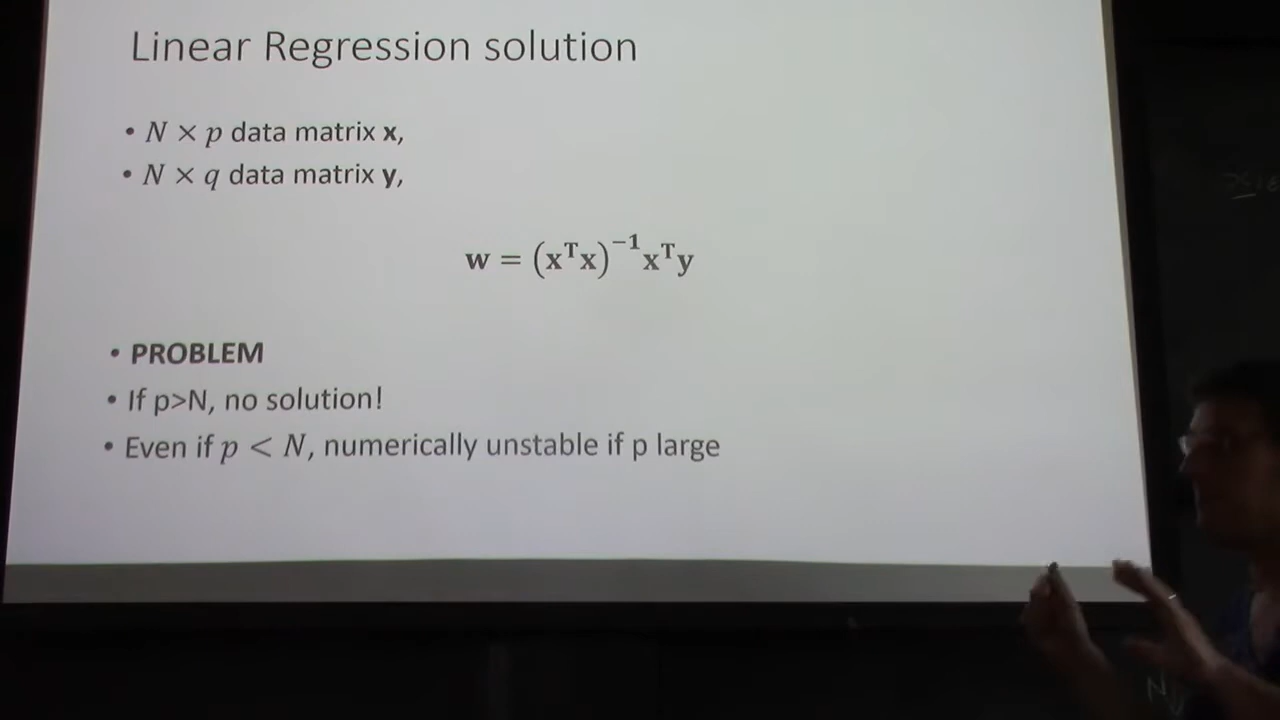 Linear Regression solution
• N × p data matrix x,
• N × q data matrix y,
w = (xᵀx)⁻¹xᵀy
• PROBLEM
• If p>N, no solution!
• Even if p < N, numerically unstable if p large